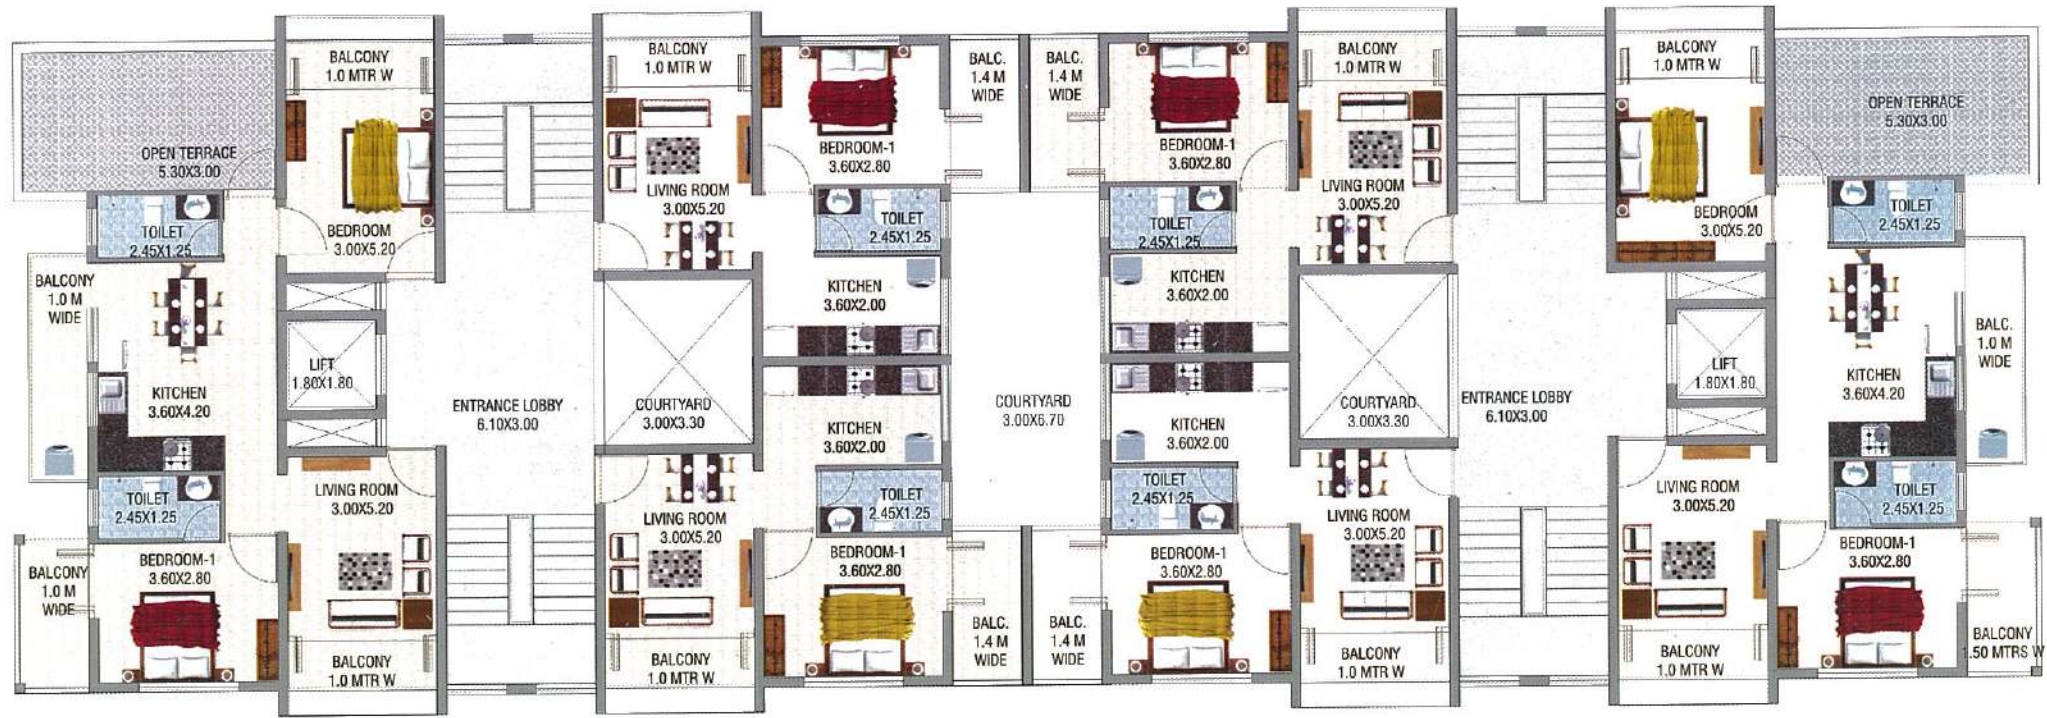 BALCONY
1.0 MTR W
OPEN TERRACE
5.30X3.00
BEDROOM
3.00X5.20
TOILET
2.45X1.25
BALCONY
1.0 M
WIDE
KITCHEN
3.60X4.20
LIFT
1.80X1.80
TOILET
2.45X1.25
LIVING ROOM
3.00X5.20
BALCONY
1.0 M
WIDE
BEDROOM-1
3.60X2.80
BALCONY
1.0 MTR W
ENTRANCE LOBBY
6.10X3.00
BALCONY
1.0 MTR W
LIVING ROOM
3.00X5.20
BEDROOM-1
3.60X2.80
BALC.
1.4 M
WIDE
TOILET
2.45X1.25
KITCHEN
3.60X2.00
COURTYARD
3.00X3.30
KITCHEN
3.60X2.00
TOILET
2.45X1.25
LIVING ROOM
3.00X5.20
BEDROOM-1
3.60X2.80
BALC.
1.4 M
WIDE
BALCONY
1.0 MTR W
COURTYARD
3.00X6.70
BALC.
1.4 M
WIDE
BEDROOM-1
3.60X2.80
BALCONY
1.0 MTR W
LIVING ROOM
3.00X5.20
TOILET
2.45X1.25
KITCHEN
3.60X2.00
COURTYARD
3.00X3.30
KITCHEN
3.60X2.00
TOILET
2.45X1.25
LIVING ROOM
3.00X5.20
BALC.
1.4 M
WIDE
BEDROOM-1
3.60X2.80
BALCONY
1.0 MTR W
ENTRANCE LOBBY
6.10X3.00
BALCONY
1.0 MTR W
OPEN TERRACE
5.30X3.00
BEDROOM
3.00X5.20
TOILET
2.45X1.25
LIFT
1.80X1.80
KITCHEN
3.60X4.20
BALC.
1.0 M
WIDE
LIVING ROOM
3.00X5.20
TOILET
2.45X1.25
BEDROOM-1
3.60X2.80
BALCONY
1.0 MTR W
BALCONY
1.50 MTRS W